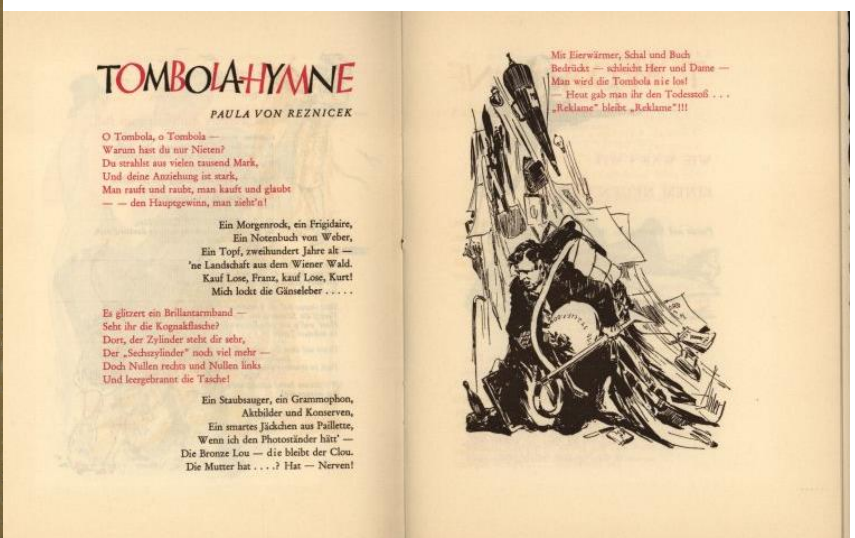 TOMBOLA-HYMNE
PAULA VON REZNICEK
O Tombola, o Tombola —
Warum hast du nur Nieten?
Du strahlst aus vielen tausend Mark,
Und deine Anziehung ist stark,
Man rauft und raubt, man kauft und glaubt
— — den Hauptgewinn, man zieht'n!
Ein Morgenrock, ein Frigidaire,
Ein Notenbuch von Weber,
Ein Topf, zweihundert Jahre alt —
'ne Landschaft aus dem Wiener Wald.
Kauf Lose, Franz, kauf Lose, Kurt!
Mich lockt die Gänseleber . . . . .
Es glitzert ein Brillantarmband —
Seht ihr die Kognakflasche?
Dort, der Zylinder steht dir sehr,
Der „Sechszylinder" noch viel mehr —
Doch Nullen rechts und Nullen links
Und leergebrannt die Tasche!
Ein Staubsauger, ein Grammophon,
Aktbilder und Konserven,
Ein smartes Jäckchen aus Paillette,
Wenn ich den Photoständer hätt' —
Die Bronze Lou — die bleibt der Clou.
Die Mutter hat . . . .? Hat — Nerven!
Mit Eierwärmer, Schal und Buch
Bedrückt — schleicht Herr und Dame —
Man wird die Tombola nie los!
— Heut gab man ihr den Todesstoß . . .
„Reklame" bleibt „Reklame"!!!